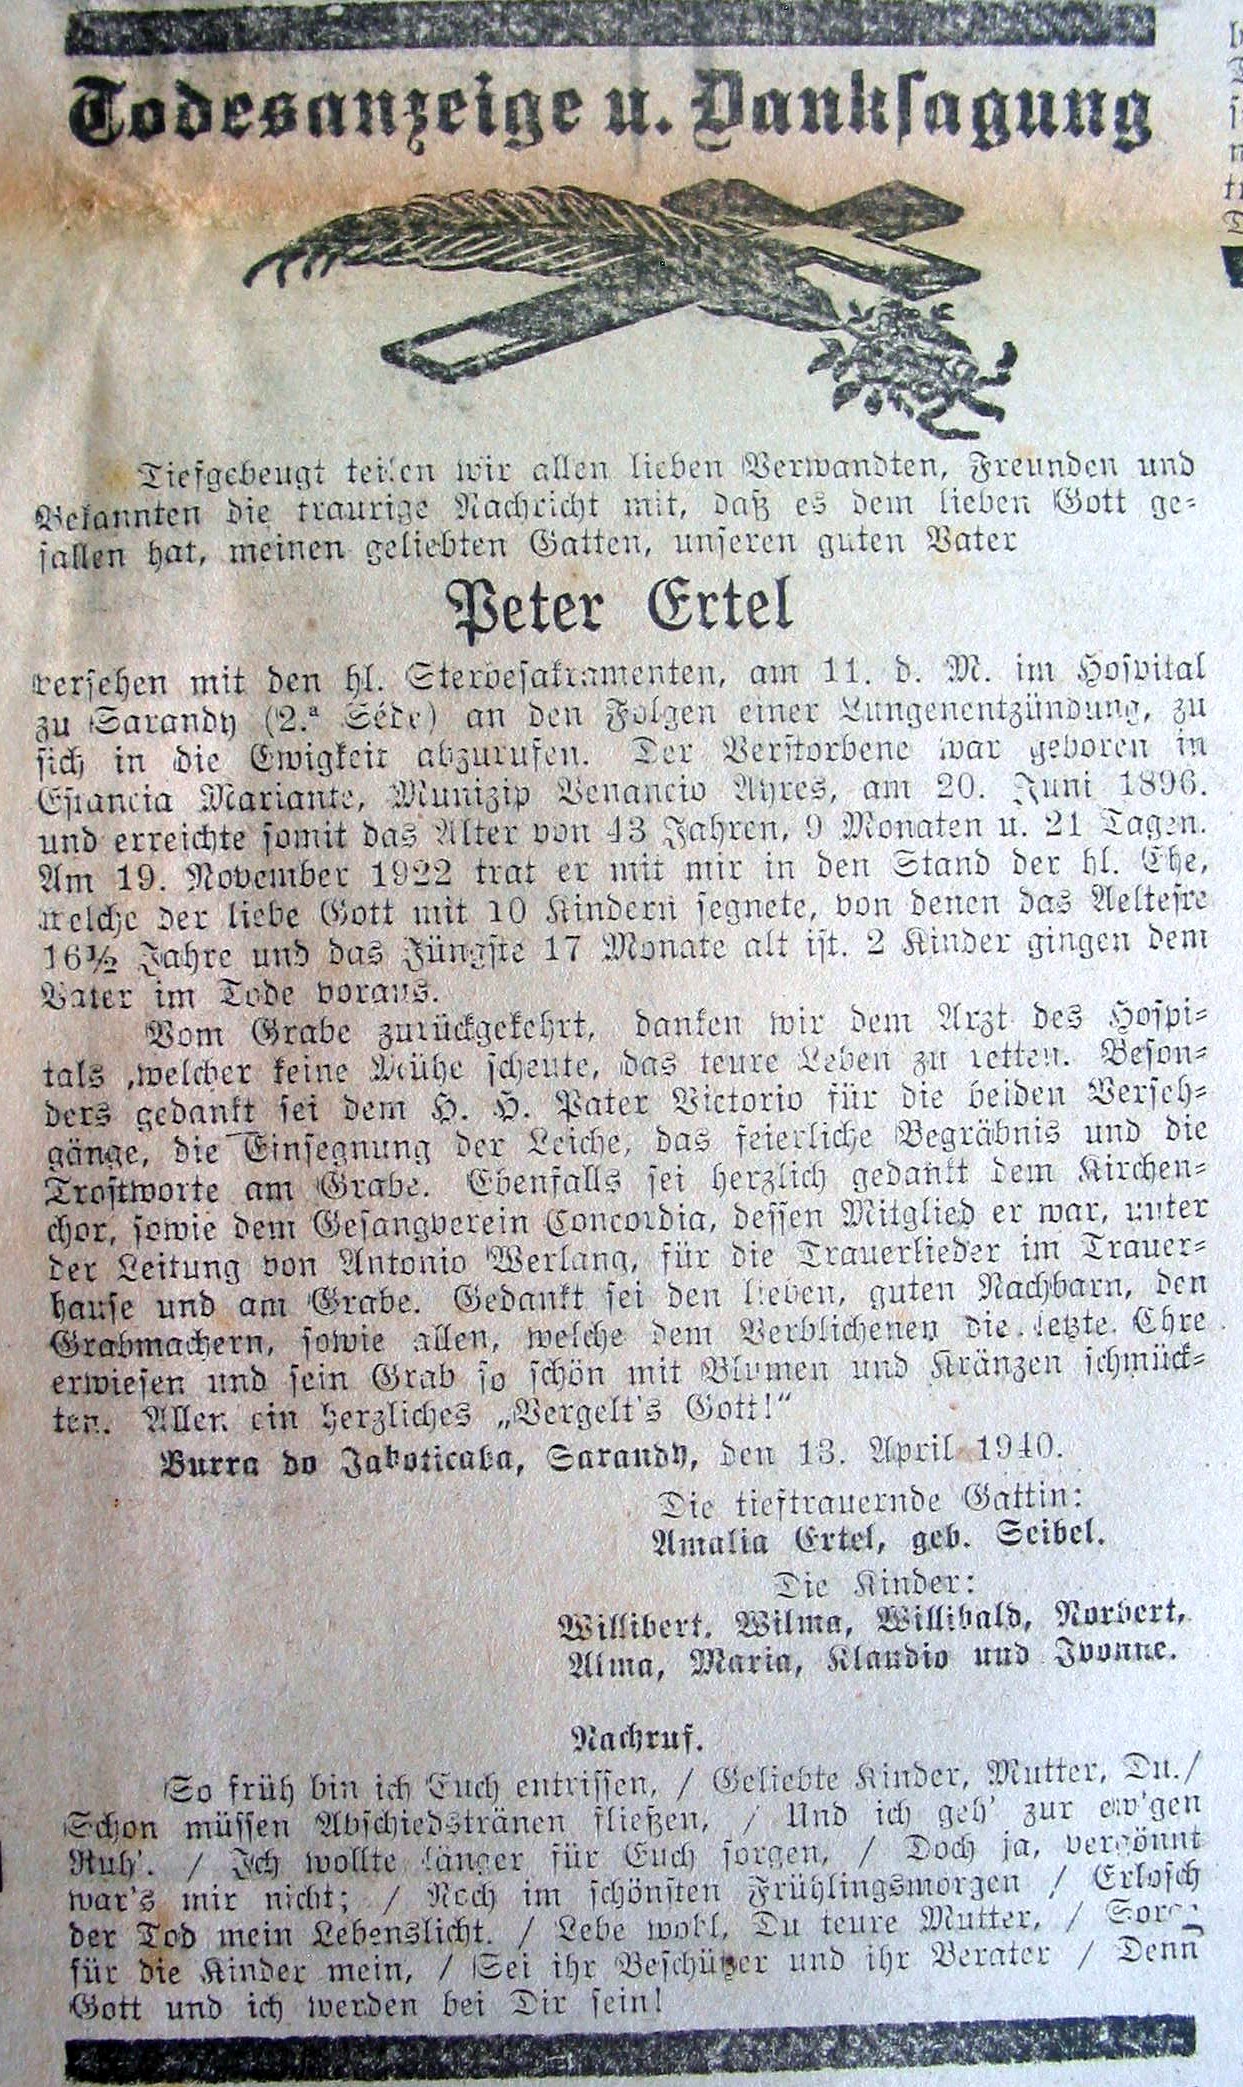 Todesanzeige u. Danksagung
Tiefgebeugt teilen wir allen lieben Verwandten, Freunden und
Bekannten die traurige Nachricht mit, daß es dem lieben Gott ge-
fallen hat, meinen geliebten Gatten, unseren guten Vater
Peter Ertel
versehen mit den hl. Sterbesakramenten, am 11. d. M. im Hospital
zu Sarandy (2.ª Séde) an den Folgen einer Lungenentzündung, zu
sich in die Ewigkeit abzurufen. Der Verstorbene war geboren in
Estancia Mariante, Munizip Venancio Ayres, am 20. Juni 1896.
und erreichte somit das Alter von 43 Jahren, 9 Monaten u. 21 Tagen.
Am 19. November 1922 trat er mit mir in den Stand der hl. Ehe,
welche der liebe Gott mit 10 Kindern segnete, von denen das Aelteste
16½ Jahre und das Jüngste 17 Monate alt ist. 2 Kinder gingen dem
Vater im Tode voraus.
Vom Grabe zurückgekehrt, danken wir dem Arzt des Hospi-
tals ,welcher keine Mühe scheute, das teure Leben zu retten. Beson-
ders gedankt sei dem H. H. Pater Victorio für die beiden Verseh-
gänge, die Einsegnung der Leiche, das feierliche Begräbnis und die
Trostworte am Grabe. Ebenfalls sei herzlich gedankt dem Kirchen-
chor, sowie dem Gesangverein Concordia, dessen Mitglied er war, unter
der Leitung von Antonio Werlang, für die Trauerlieder im Trauer-
hause und am Grabe. Gedankt sei den lieben, guten Nachbarn, den
Grabmachern, sowie allen, welche dem Verblichenen die letzte Ehre
erwiesen und sein Grab so schön mit Blumen und Kränzen schmück-
ten. Allen ein herzliches „Vergelt's Gott!“
Burra do Jaboticaba, Sarandy, den 13. April 1940.
Die tieftrauernde Gattin:
Amalia Ertel, geb. Seibel.
Die Kinder:
Willibert, Wilma, Willibald, Norbert,
Alma, Maria, Klaudio und Ivonne.
Nachruf.
So früh bin ich Euch entrissen, / Geliebte Kinder, Mutter, Du. /
Schon müssen Abschiedstränen fließen, / Und ich geh' zur ew'gen
Ruh'. / Ich wollte länger für Euch sorgen, / Doch ja, vergönnt
war's mir nicht; / Noch im schönsten Frühlingsmorgen / Erlosch
der Tod mein Lebenslicht. / Lebe wohl, Du teure Mutter, / Sorg
für die Kinder mein, / Sei ihr Beschützer und ihr Berater / Denn
Gott und ich werden bei Dir sein!